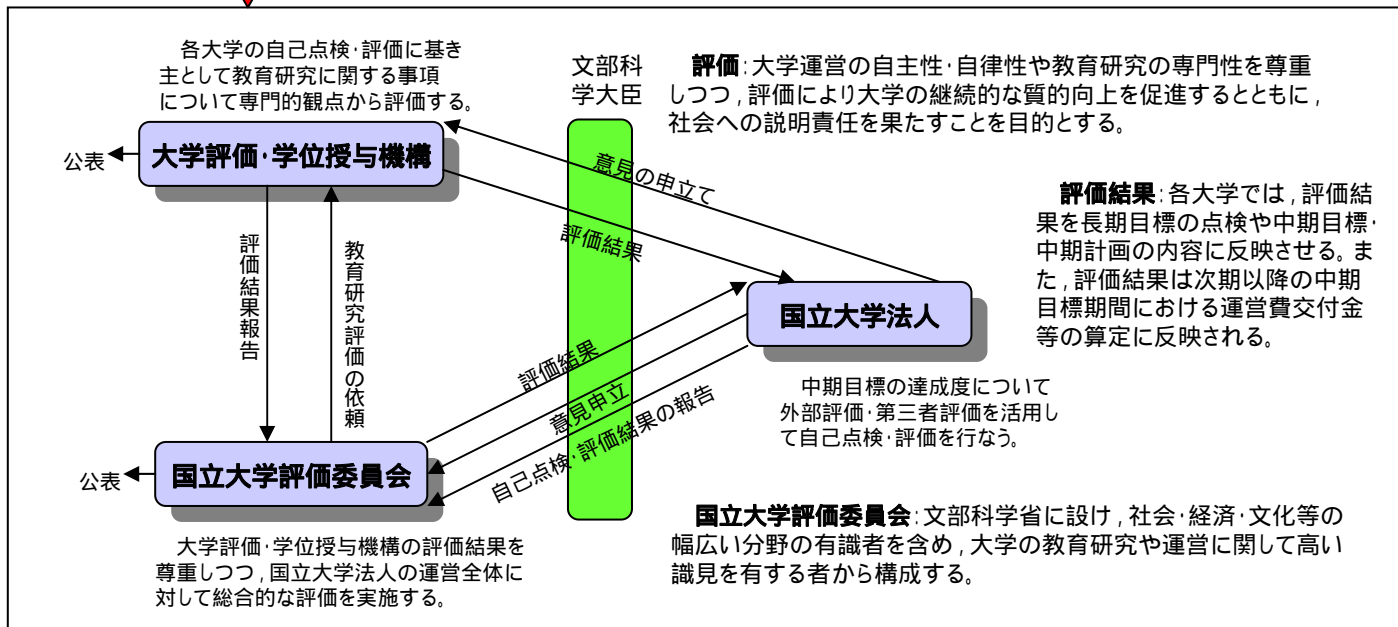 各大学の自己点検･評価に基き
主として教育研究に関する事項
について専門的観点から評価する。
公表
大学評価･学位授与機構
評価結果報告
教育研究評価の依頼
公表
国立大学評価委員会
大学評価･学位授与機構の評価結果を
尊重しつつ，国立大学法人の運営全体に
対して総合的な評価を実施する。
文部科
学大臣
意見の申立て
評価結果
評価結果
意見申立
自己点検･評価結果の報告
評価：大学運営の自主性･自律性や教育研究の専門性を尊重
しつつ，評価により大学の継続的な質的向上を促進するとともに，
社会への説明責任を果たすことを目的とする。
評価結果：各大学では，評価結
果を長期目標の点検や中期目標･
中期計画の内容に反映させる。ま
た，評価結果は次期以降の中期
目標期間における運営費交付金
等の算定に反映される。
国立大学法人
中期目標の達成度について
外部評価･第三者評価を活用し
て自己点検･評価を行なう。
国立大学評価委員会：文部科学省に設け，社会･経済･文化等の
幅広い分野の有識者を含め，大学の教育研究や運営に関して高い
識見を有する者から構成する。